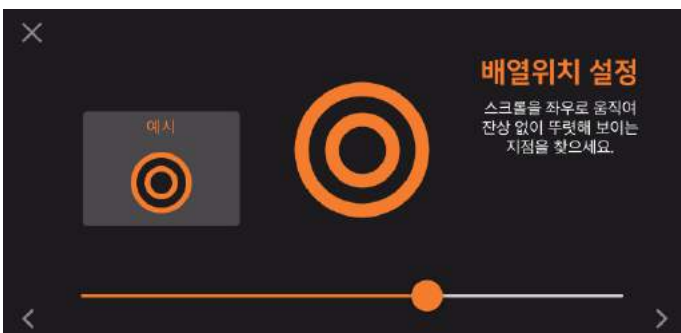 예시
배열위치 설정
스크롤을 좌우로 움직여
잔상 없이 뚜렷해 보이는
지점을 찾으세요.